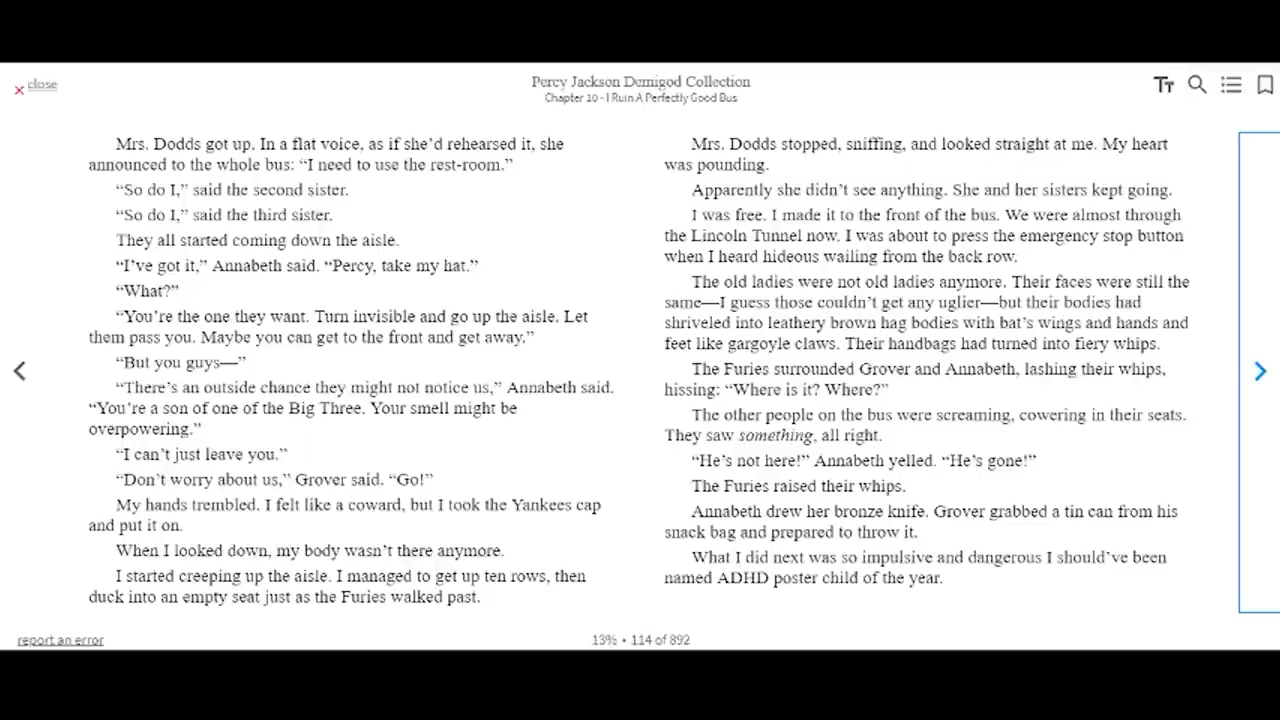 close
Percy Jackson Demigod Collection
Chapter 10 - I Ruin A Perfectly Good Bus
Mrs. Dodds got up. In a flat voice, as if she’d rehearsed it, she
announced to the whole bus: “I need to use the rest-room.”
“So do I,” said the second sister.
“So do I,” said the third sister.
They all started coming down the aisle.
“I’ve got it,” Annabeth said. “Percy, take my hat.”
“What?”
“You’re the one they want. Turn invisible and go up the aisle. Let
them pass you. Maybe you can get to the front and get away.”
“But you guys—”
“There’s an outside chance they might not notice us,” Annabeth said.
“You’re a son of one of the Big Three. Your smell might be
overpowering.”
“I can’t just leave you.”
“Don’t worry about us,” Grover said. “Go!”
My hands trembled. I felt like a coward, but I took the Yankees cap
and put it on.
When I looked down, my body wasn’t there anymore.
I started creeping up the aisle. I managed to get up ten rows, then
duck into an empty seat just as the Furies walked past.
Mrs. Dodds stopped, sniffing, and looked straight at me. My heart
was pounding.
Apparently she didn’t see anything. She and her sisters kept going.
I was free. I made it to the front of the bus. We were almost through
the Lincoln Tunnel now. I was about to press the emergency stop button
when I heard hideous wailing from the back row.
The old ladies were not old ladies anymore. Their faces were still the
same—I guess those couldn’t get any uglier—but their bodies had
shriveled into leathery brown hag bodies with bat’s wings and hands and
feet like gargoyle claws. Their handbags had turned into fiery whips.
The Furies surrounded Grover and Annabeth, lashing their whips,
hissing: “Where is it? Where?”
The other people on the bus were screaming, cowering in their seats.
They saw something, all right.
“He’s not here!” Annabeth yelled. “He’s gone!”
The Furies raised their whips.
Annabeth drew her bronze knife. Grover grabbed a tin can from his
snack bag and prepared to throw it.
What I did next was so impulsive and dangerous I should’ve been
named ADHD poster child of the year.
report an error
13% • 114 of 892